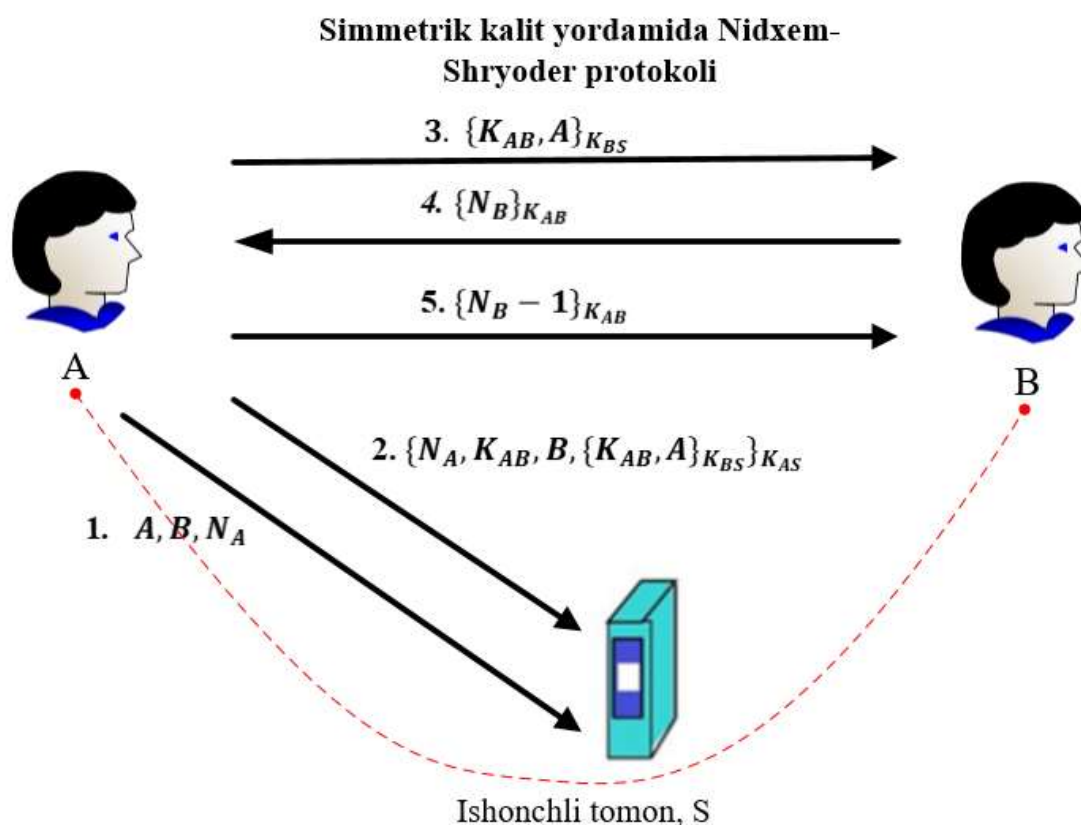 Simmetrik kalit yordamida Nidxem-
Shryoder protokoli
3. {K_AB, A}_K_BS
4. {N_B}_K_AB
5. {N_B − 1}_K_AB
A
B
2. {N_A, K_AB, B, {K_AB, A}_K_BS}_K_AS
1. A, B, N_A
Ishonchli tomon, S